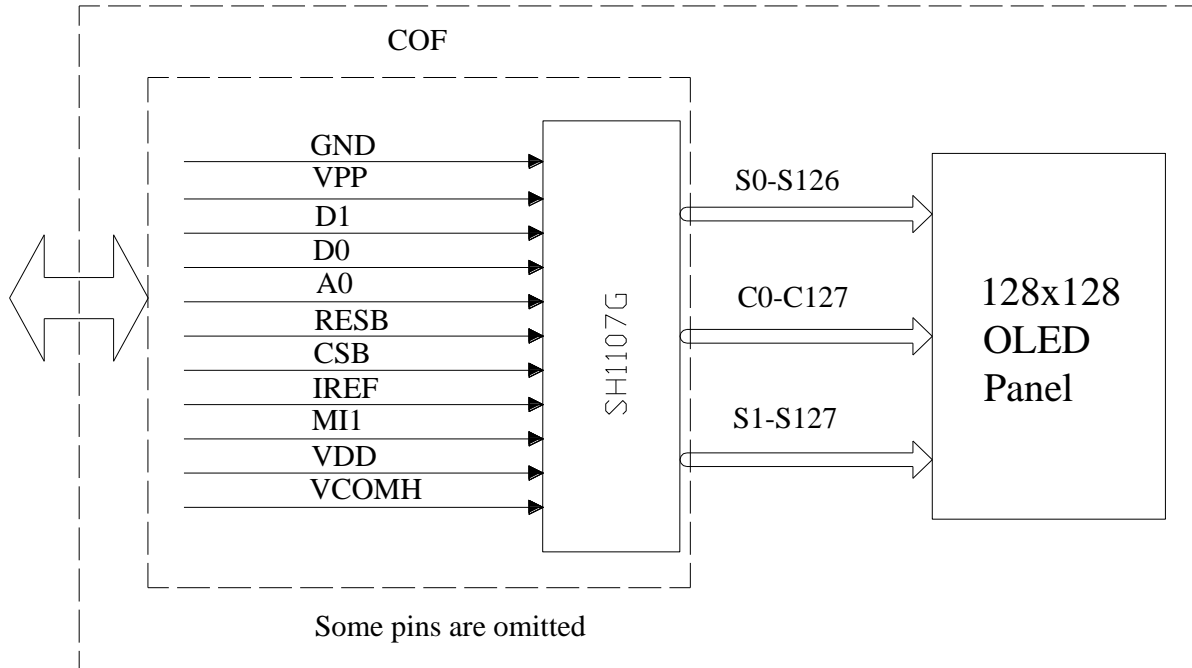 COF
GND
VPP
D1
D0
A0
RESB
CSB
IREF
MI1
VDD
VCOMH
SH1107G
S0-S126
C0-C127
S1-S127
128x128
OLED
Panel
Some pins are omitted